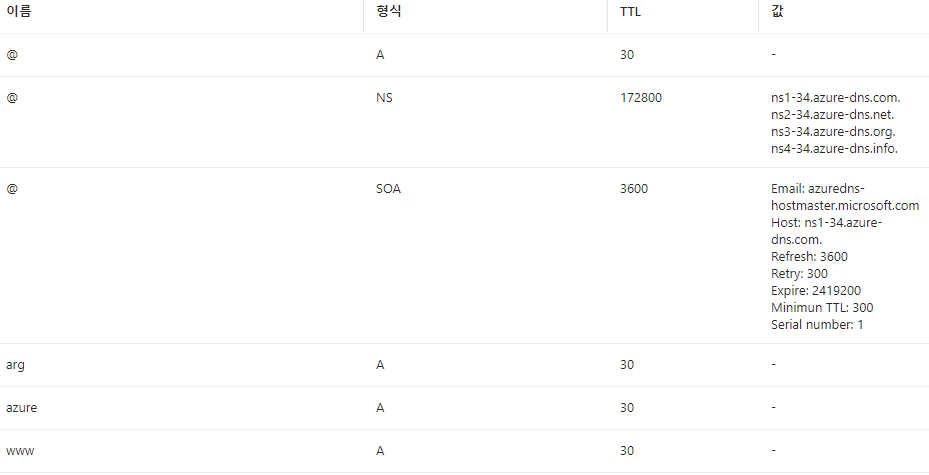 이름 형식 TTL 값
@ A 30 -
@ NS 172800 ns1-34.azure-dns.com.
ns2-34.azure-dns.net.
ns3-34.azure-dns.org.
ns4-34.azure-dns.info.
@ SOA 3600 Email: azuredns-
hostmaster.microsoft.com
Host: ns1-34.azure-
dns.com.
Refresh: 3600
Retry: 300
Expire: 2419200
Minimun TTL: 300
Serial number: 1
arg A 30 -
azure A 30 -
www A 30 -